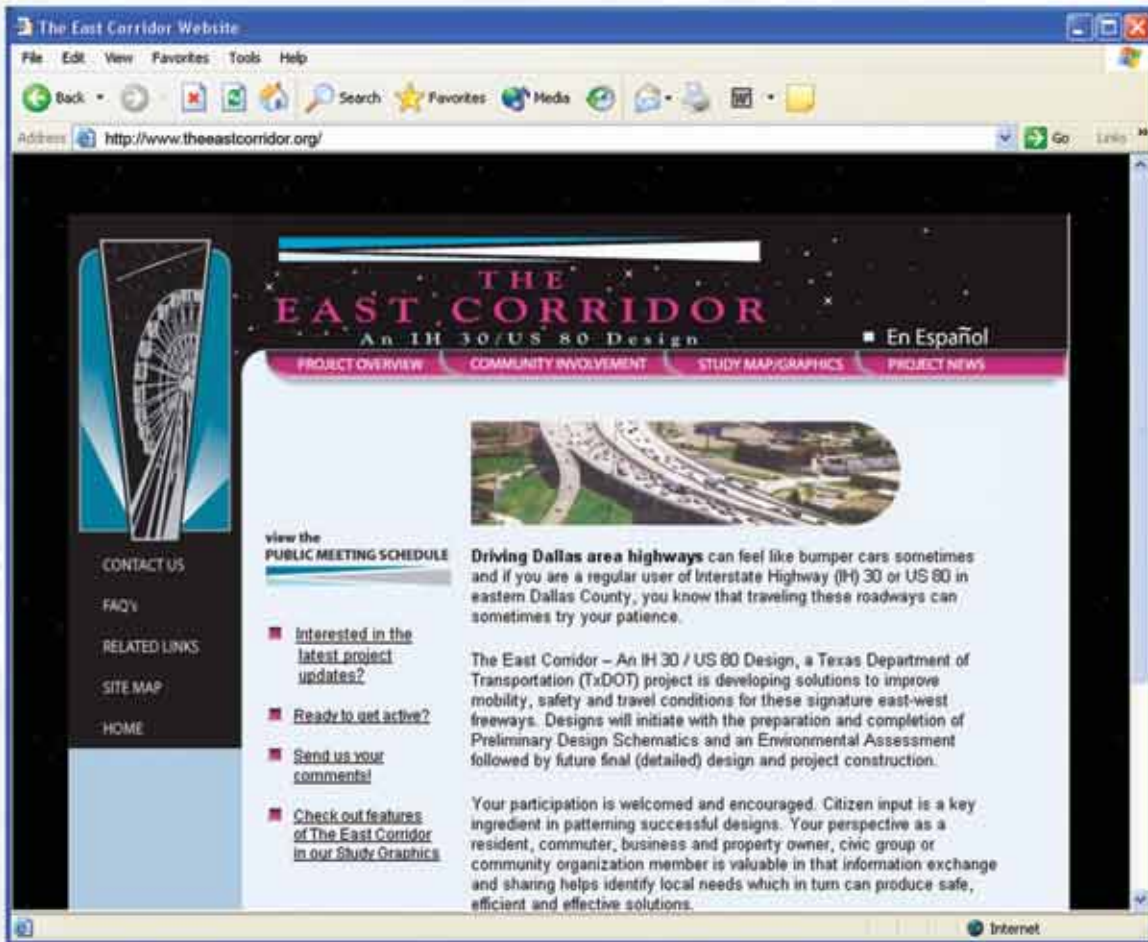 The East Corridor Website
File Edit View Favorites Tools Help
Back Search Favorites Media
Address http://www.theeastcorridor.org/ Go Links »
THE
EAST CORRIDOR
An IH 30/US 80 Design
En Español
PROJECT OVERVIEW COMMUNITY INVOLVEMENT STUDY MAP/GRAPHICS PROJECT NEWS
CONTACT US
FAQ's
RELATED LINKS
SITE MAP
HOME
view the
PUBLIC MEETING SCHEDULE
Interested in the
latest project
updates?
Ready to get active?
Send us your
comments!
Check out features
of The East Corridor
in our Study Graphics
Driving Dallas area highways can feel like bumper cars sometimes
and if you are a regular user of Interstate Highway (IH) 30 or US 80 in
eastern Dallas County, you know that traveling these roadways can
sometimes try your patience.
The East Corridor – An IH 30 / US 80 Design, a Texas Department of
Transportation (TxDOT) project is developing solutions to improve
mobility, safety and travel conditions for these signature east-west
freeways. Designs will initiate with the preparation and completion of
Preliminary Design Schematics and an Environmental Assessment
followed by future final (detailed) design and project construction.
Your participation is welcomed and encouraged. Citizen input is a key
ingredient in patterning successful designs. Your perspective as a
resident, commuter, business and property owner, civic group or
community organization member is valuable in that information exchange
and sharing helps identify local needs which in turn can produce safe,
efficient and effective solutions.
Internet